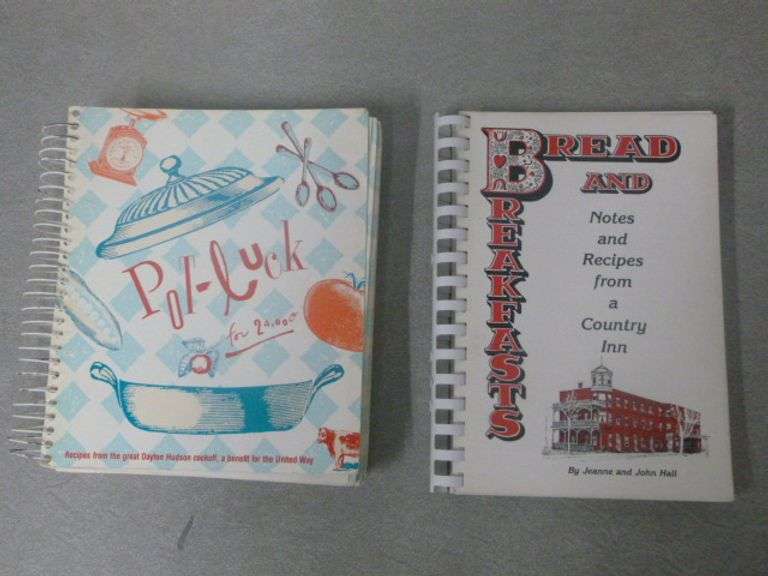 Pot-luck
for 20,000
Recipes from the great Dayton Hudson cookoff, a benefit for the United Way
BREAD
AND
BREAKFASTS
Notes
and
Recipes
from
a
Country
Inn
By Jeanne and John Hall